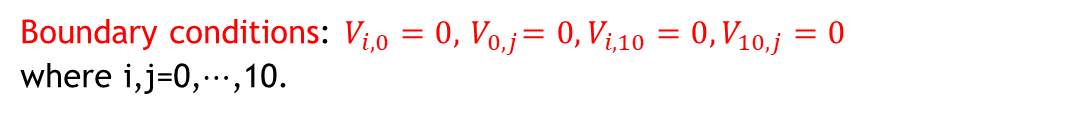 Boundary conditions: V_{i,0} = 0, V_{0,j} = 0, V_{i,10} = 0, V_{10,j} = 0
where i,j=0,⋯,10.